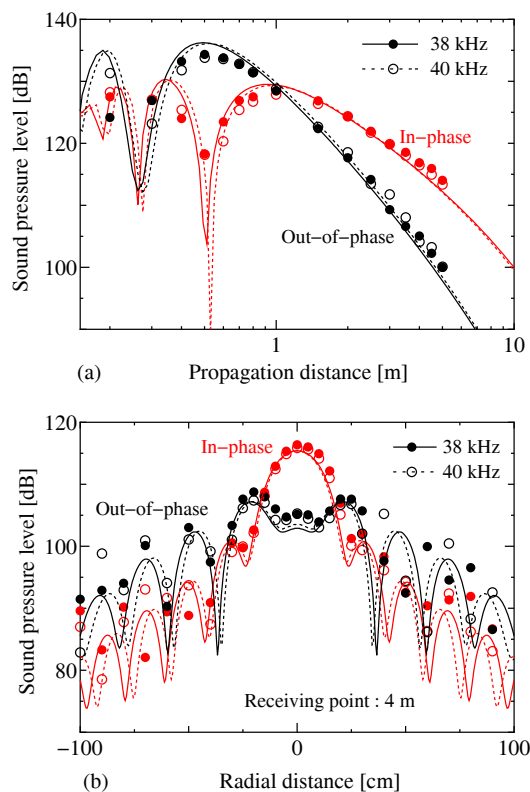 140
38 kHz
40 kHz
130
120
110
100
Sound pressure level [dB]
In−phase
Out−of−phase
1
10
(a) Propagation distance [m]
120
In−phase
38 kHz
40 kHz
Out−of−phase
100
80
Sound pressure level [dB]
Receiving point : 4 m
−100
−50
0
50
100
(b) Radial distance [cm]